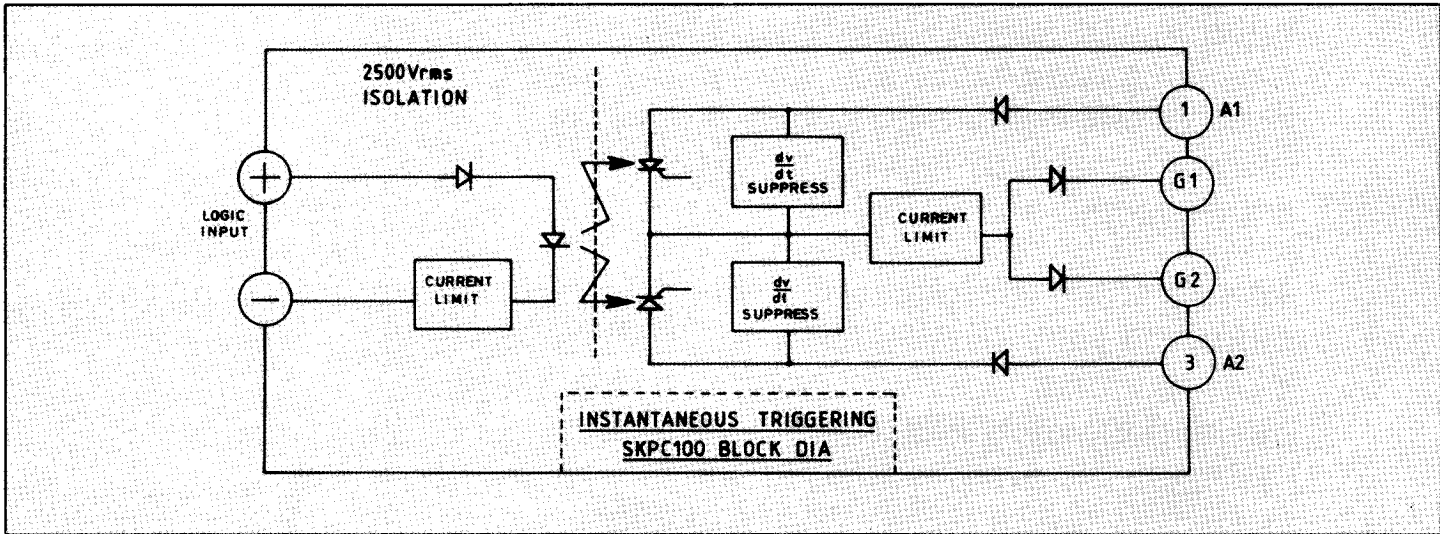 2500Vrms
ISOLATION
+
LOGIC
INPUT
−
CURRENT
LIMIT
dv
dt
SUPPRESS
dv
dt
SUPPRESS
CURRENT
LIMIT
1 A1
G1
G2
3 A2
INSTANTANEOUS TRIGGERING
SKPC100 BLOCK DIA